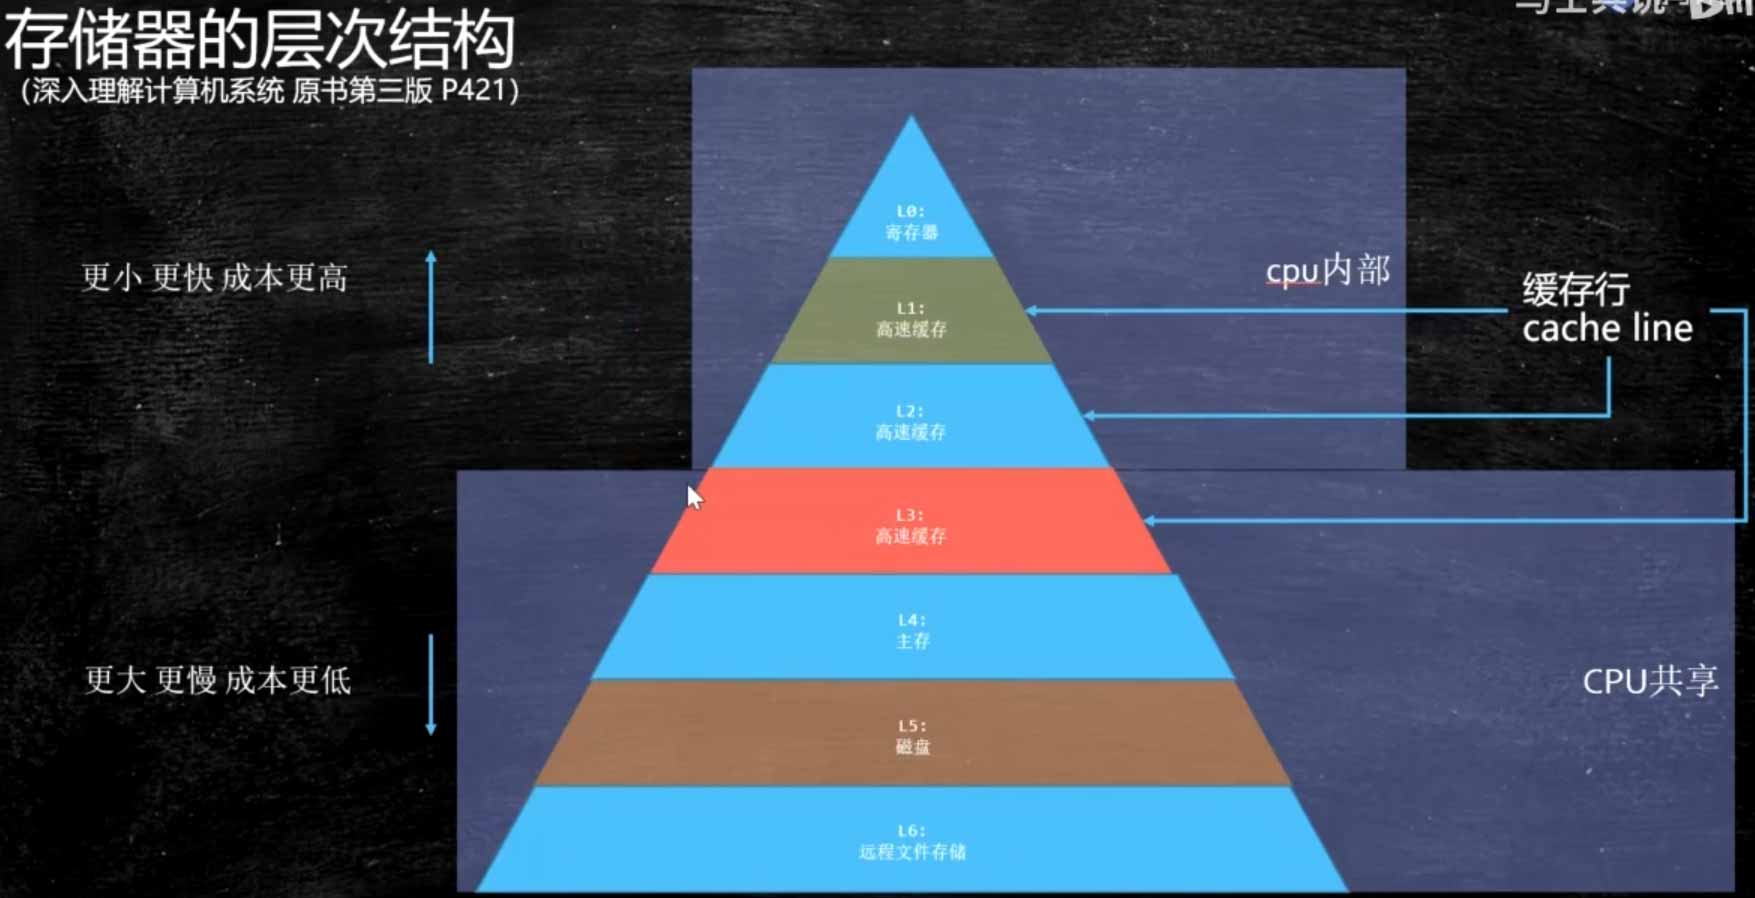 存储器的层次结构
（深入理解计算机系统 原书第三版 P421）
L0:
寄存器
更小 更快 成本更高
cpu内部
缓存行
cache line
L1:
高速缓存
L2:
高速缓存
L3:
高速缓存
L4:
主存
更大 更慢 成本更低
CPU共享
L5:
磁盘
L6:
远程文件存储